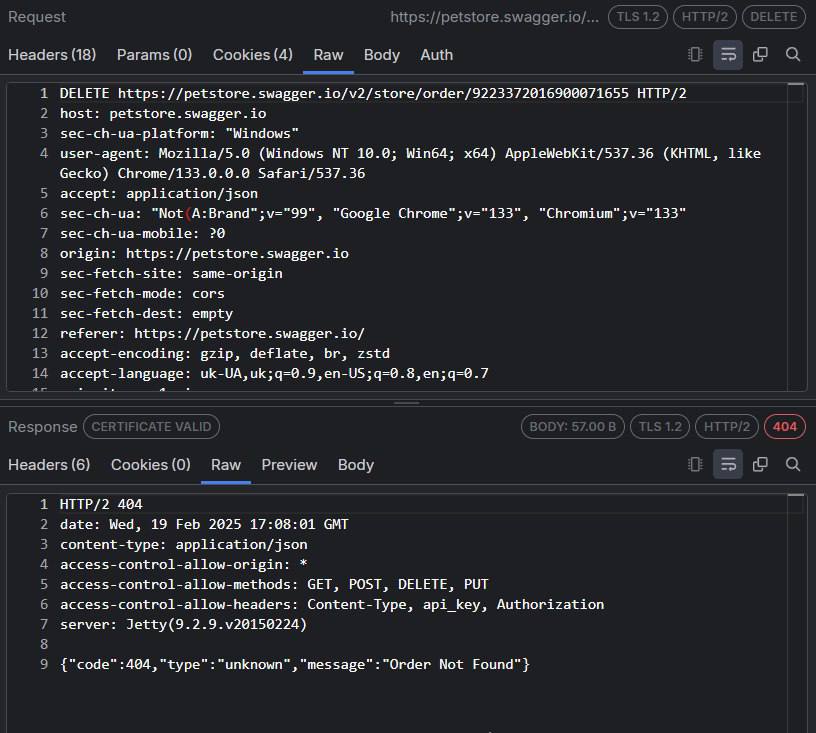 Request https://petstore.swagger.io/... TLS 1.2 HTTP/2 DELETE
Headers (18) Params (0) Cookies (4) Raw Body Auth
1 DELETE https://petstore.swagger.io/v2/store/order/9223372016900071655 HTTP/2
2 host: petstore.swagger.io
3 sec-ch-ua-platform: "Windows"
4 user-agent: Mozilla/5.0 (Windows NT 10.0; Win64; x64) AppleWebKit/537.36 (KHTML, like
Gecko) Chrome/133.0.0.0 Safari/537.36
5 accept: application/json
6 sec-ch-ua: "Not(A:Brand";v="99", "Google Chrome";v="133", "Chromium";v="133"
7 sec-ch-ua-mobile: ?0
8 origin: https://petstore.swagger.io
9 sec-fetch-site: same-origin
10 sec-fetch-mode: cors
11 sec-fetch-dest: empty
12 referer: https://petstore.swagger.io/
13 accept-encoding: gzip, deflate, br, zstd
14 accept-language: uk-UA,uk;q=0.9,en-US;q=0.8,en;q=0.7
Response CERTIFICATE VALID BODY: 57.00 B TLS 1.2 HTTP/2 404
Headers (6) Cookies (0) Raw Preview Body
1 HTTP/2 404
2 date: Wed, 19 Feb 2025 17:08:01 GMT
3 content-type: application/json
4 access-control-allow-origin: *
5 access-control-allow-methods: GET, POST, DELETE, PUT
6 access-control-allow-headers: Content-Type, api_key, Authorization
7 server: Jetty(9.2.9.v20150224)
8
9 {"code":404,"type":"unknown","message":"Order Not Found"}